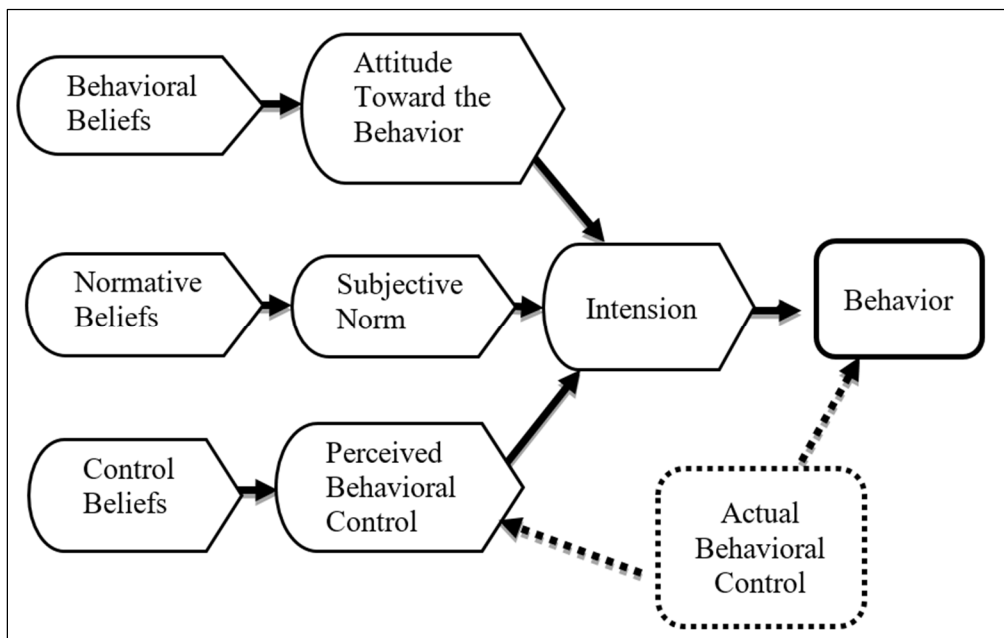 Behavioral
Beliefs
Attitude
Toward the
Behavior
Normative
Beliefs
Subjective
Norm
Intension
Behavior
Control
Beliefs
Perceived
Behavioral
Control
Actual
Behavioral
Control